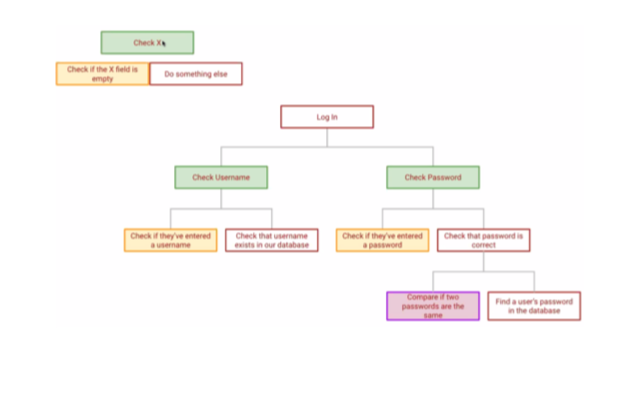 Check X
Check if the X field is
empty
Do something else
Log In
Check Username
Check Password
Check if they've entered
a username
Check that username
exists in our database
Check if they've entered
a password
Check that password is
correct
Compare if two
passwords are the
same
Find a user's password
in the database